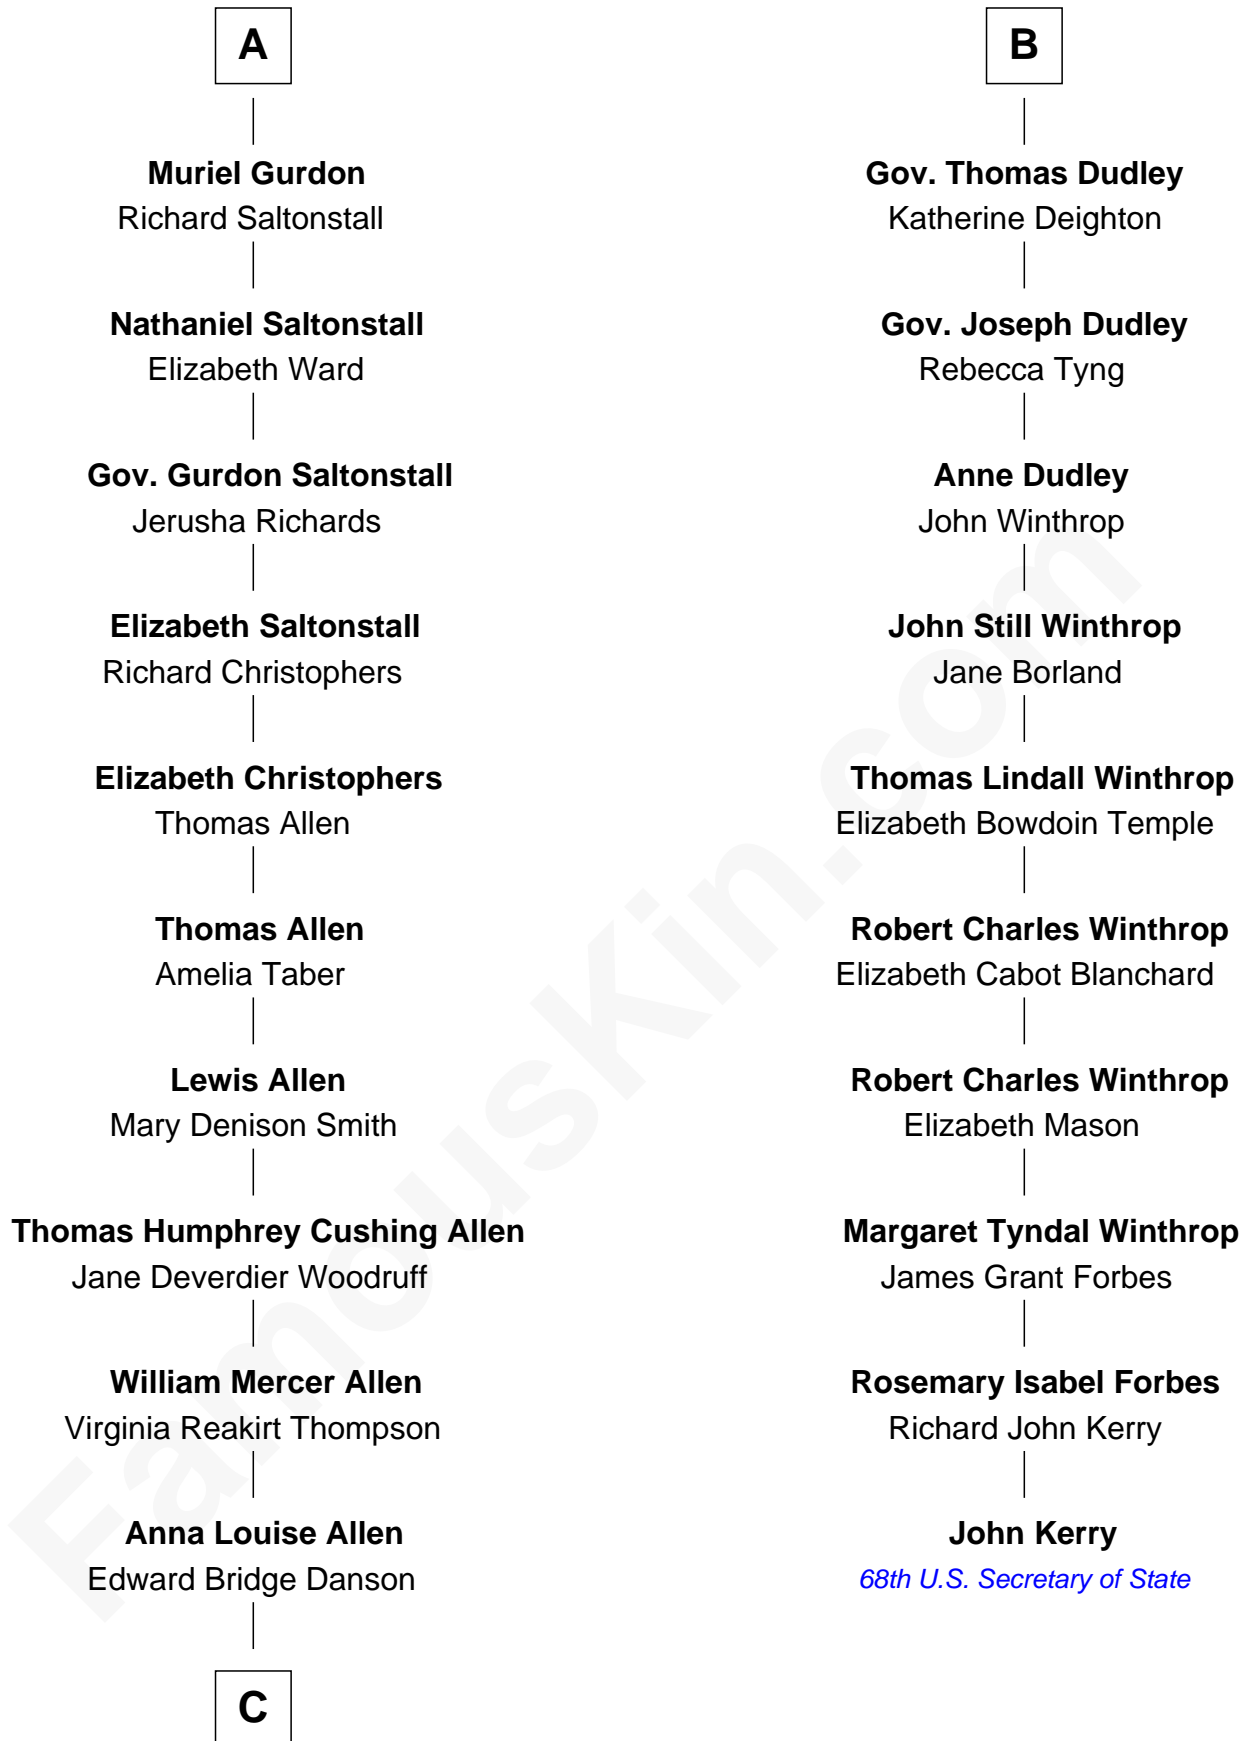 A
Muriel Gurdon
Richard Saltonstall
Nathaniel Saltonstall
Elizabeth Ward
Gov. Gurdon Saltonstall
Jerusha Richards
Elizabeth Saltonstall
Richard Christophers
Elizabeth Christophers
Thomas Allen
Thomas Allen
Amelia Taber
Lewis Allen
Mary Denison Smith
Thomas Humphrey Cushing Allen
Jane Deverdier Woodruff
William Mercer Allen
Virginia Reakirt Thompson
Anna Louise Allen
Edward Bridge Danson
C
B
Gov. Thomas Dudley
Katherine Deighton
Gov. Joseph Dudley
Rebecca Tyng
Anne Dudley
John Winthrop
John Still Winthrop
Jane Borland
Thomas Lindall Winthrop
Elizabeth Bowdoin Temple
Robert Charles Winthrop
Elizabeth Cabot Blanchard
Robert Charles Winthrop
Elizabeth Mason
Margaret Tyndal Winthrop
James Grant Forbes
Rosemary Isabel Forbes
Richard John Kerry
John Kerry
68th U.S. Secretary of State
FamousKin.com